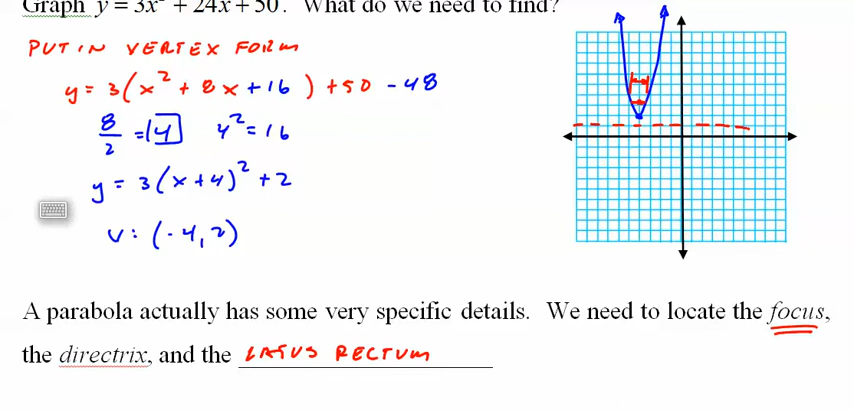 Graph y = 3x² + 24x + 50. What do we need to find?
PUT IN VERTEX FORM
y = 3(x² + 8x + 16) + 50 - 48
8/2 = 4 4² = 16
y = 3(x + 4)² + 2
V: (-4, 2)
A parabola actually has some very specific details. We need to locate the focus,
the directrix, and the LATUS RECTUM